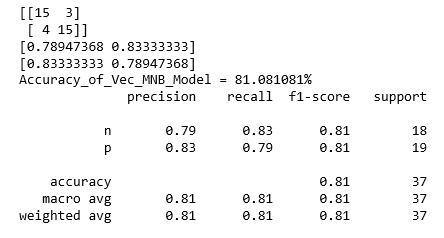 [[15 3]
[ 4 15]]
[0.78947368 0.83333333]
[0.83333333 0.78947368]
Accuracy_of_Vec_MNB_Model = 81.081081%
precision recall f1-score support
n 0.79 0.83 0.81 18
p 0.83 0.79 0.81 19
accuracy 0.81 37
macro avg 0.81 0.81 0.81 37
weighted avg 0.81 0.81 0.81 37